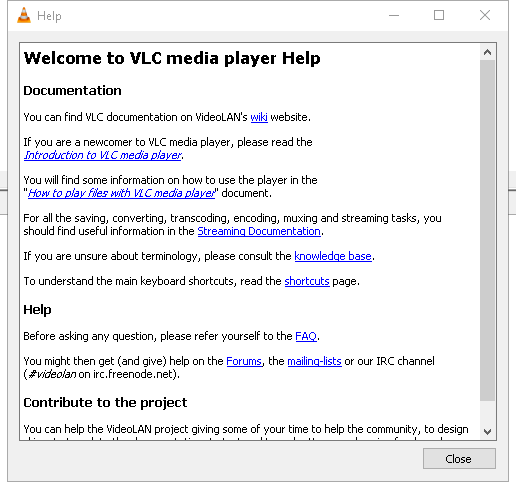 Help
Welcome to VLC media player Help
Documentation
You can find VLC documentation on VideoLAN's wiki website.
If you are a newcomer to VLC media player, please read the
Introduction to VLC media player.
You will find some information on how to use the player in the
"How to play files with VLC media player" document.
For all the saving, converting, transcoding, encoding, muxing and streaming tasks, you
should find useful information in the Streaming Documentation.
If you are unsure about terminology, please consult the knowledge base.
To understand the main keyboard shortcuts, read the shortcuts page.
Help
Before asking any question, please refer yourself to the FAQ.
You might then get (and give) help on the Forums, the mailing-lists or our IRC channel
(#videolan on irc.freenode.net).
Contribute to the project
You can help the VideoLAN project giving some of your time to help the community, to design
Close